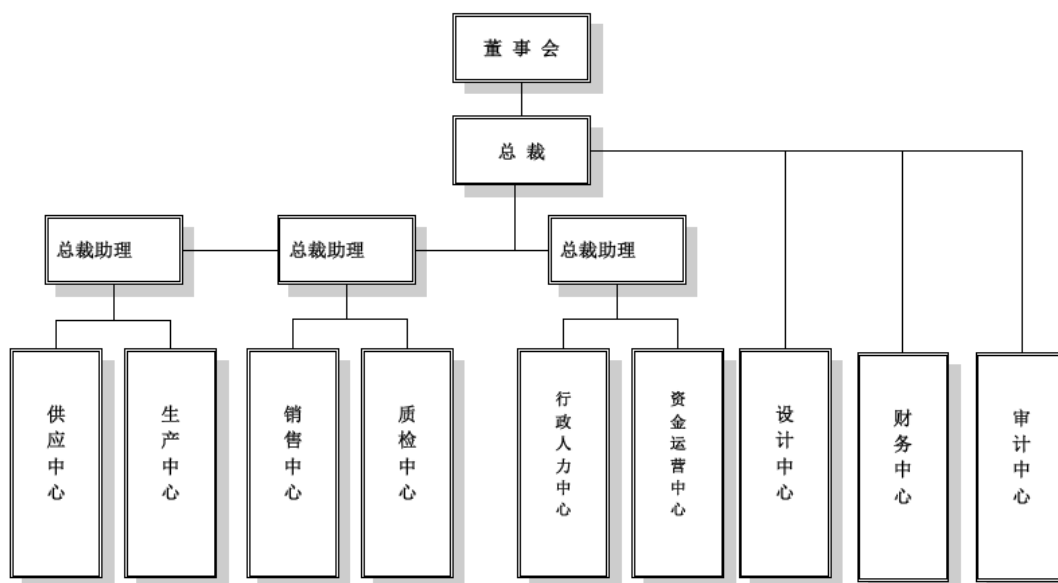 董 事 会
总 裁
总裁助理
总裁助理
总裁助理
供应中心
生产中心
销售中心
质检中心
行政人力中心
资金运营中心
设计中心
财务中心
审计中心